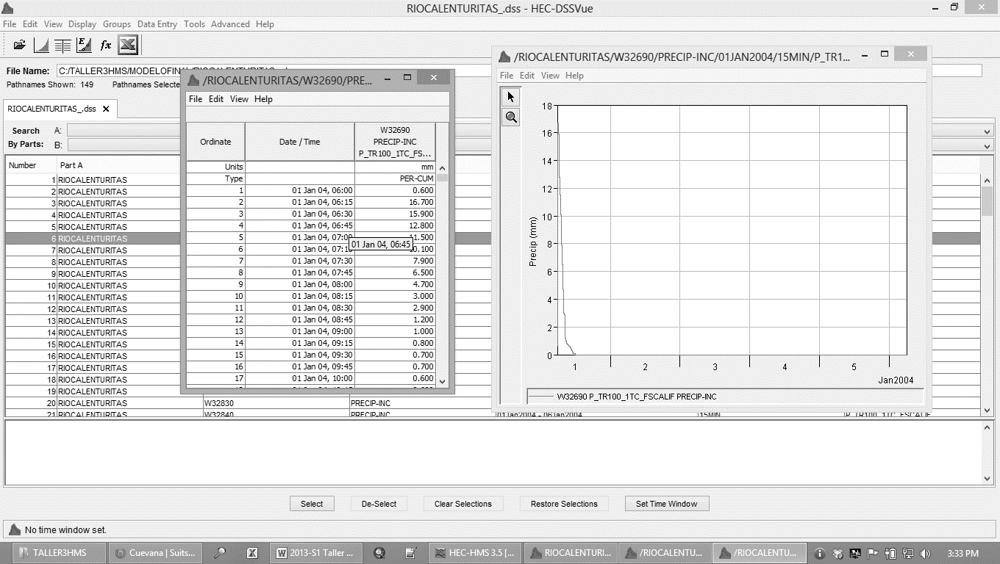 RIOCALENTURITAS_.dss - HEC-DSSVue
File Edit View Display Groups Data Entry Tools Advanced Help
File Name: C:/TALLER3HMS/MODELOFINAL/RIOCALENTURITAS_.dss
Pathnames Shown: 149 Pathnames Selecte
RIOCALENTURITAS_.dss
Search A:
By Parts: B:
Number Part A
1 RIOCALENTURITAS
2 RIOCALENTURITAS
3 RIOCALENTURITAS
4 RIOCALENTURITAS
5 RIOCALENTURITAS
6 RIOCALENTURITAS
7 RIOCALENTURITAS
8 RIOCALENTURITAS
9 RIOCALENTURITAS
10 RIOCALENTURITAS
11 RIOCALENTURITAS
12 RIOCALENTURITAS
13 RIOCALENTURITAS
14 RIOCALENTURITAS
15 RIOCALENTURITAS
16 RIOCALENTURITAS
17 RIOCALENTURITAS
18 RIOCALENTURITAS
19 RIOCALENTURITAS
20 RIOCALENTURITAS W32830 PRECIP-INC
21 RIOCALENTURITAS W32840 PRECIP-INC 01Jan2004 - 06Jan2004 15MIN P_TR100_1TC_FSCALIF
/RIOCALENTURITAS/W32690/PRE...
File Edit View Help
Ordinate Date / Time W32690
PRECIP-INC
P_TR100_1TC_FS...
Units mm
Type PER-CUM
1 01 Jan 04, 06:00 0.600
2 01 Jan 04, 06:15 16.700
3 01 Jan 04, 06:30 15.900
4 01 Jan 04, 06:45 12.800
5 01 Jan 04, 07:00 11.500
01 Jan 04, 06:45
6 01 Jan 04, 07:15 10.100
7 01 Jan 04, 07:30 7.900
8 01 Jan 04, 07:45 6.500
9 01 Jan 04, 08:00 4.700
10 01 Jan 04, 08:15 3.000
11 01 Jan 04, 08:30 2.900
12 01 Jan 04, 08:45 1.200
13 01 Jan 04, 09:00 1.000
14 01 Jan 04, 09:15 0.800
15 01 Jan 04, 09:30 0.700
16 01 Jan 04, 09:45 0.700
17 01 Jan 04, 10:00 0.600
/RIOCALENTURITAS/W32690/PRECIP-INC/01JAN2004/15MIN/P_TR1...
File Edit View Help
18
16
14
12
10
8
6
4
2
0
Precip (mm)
1 2 3 4 5
Jan2004
W32690 P_TR100_1TC_FSCALIF PRECIP-INC
Select De-Select Clear Selections Restore Selections Set Time Window
No time window set.
TALLER3HMS Cuevana | Suits... 2013-S1 Taller ... HEC-HMS 3.5 [... RIOCALENTURI... /RIOCALENTU... /RIOCALENTU... 3:33 PM